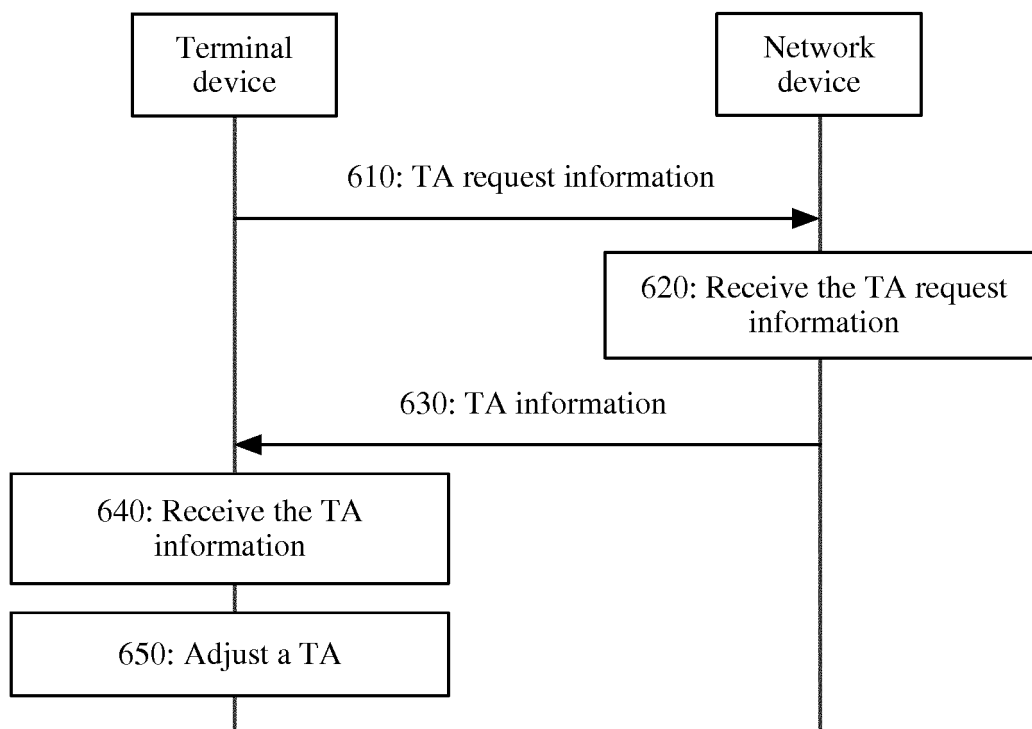 Terminal
device
Network
device
610: TA request information
620: Receive the TA request
information
630: TA information
640: Receive the TA
information
650: Adjust a TA